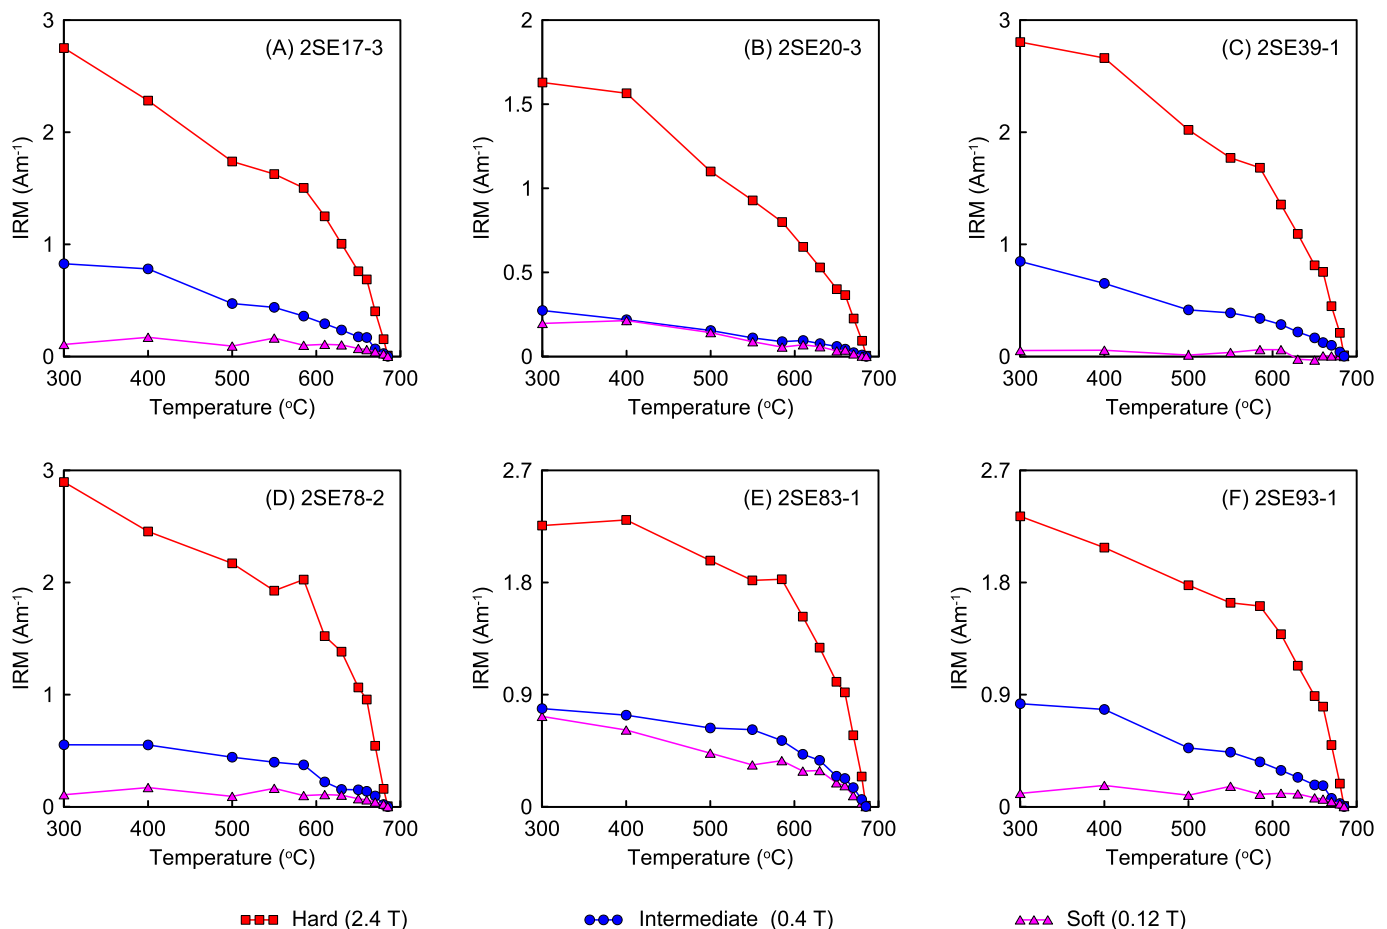 (A) 2SE17-3
3
2
1
0
IRM (Am⁻¹)
300 400 500 600 700
Temperature (°C)
(B) 2SE20-3
2
1.5
1
0.5
0
IRM (Am⁻¹)
300 400 500 600 700
Temperature (°C)
(C) 2SE39-1
3
2
1
0
IRM (Am⁻¹)
300 400 500 600 700
Temperature (°C)
(D) 2SE78-2
3
2
1
0
IRM (Am⁻¹)
300 400 500 600 700
Temperature (°C)
(E) 2SE83-1
2.7
1.8
0.9
0
IRM (Am⁻¹)
300 400 500 600 700
Temperature (°C)
(F) 2SE93-1
2.7
1.8
0.9
0
IRM (Am⁻¹)
300 400 500 600 700
Temperature (°C)
Hard (2.4 T)
Intermediate (0.4 T)
Soft (0.12 T)